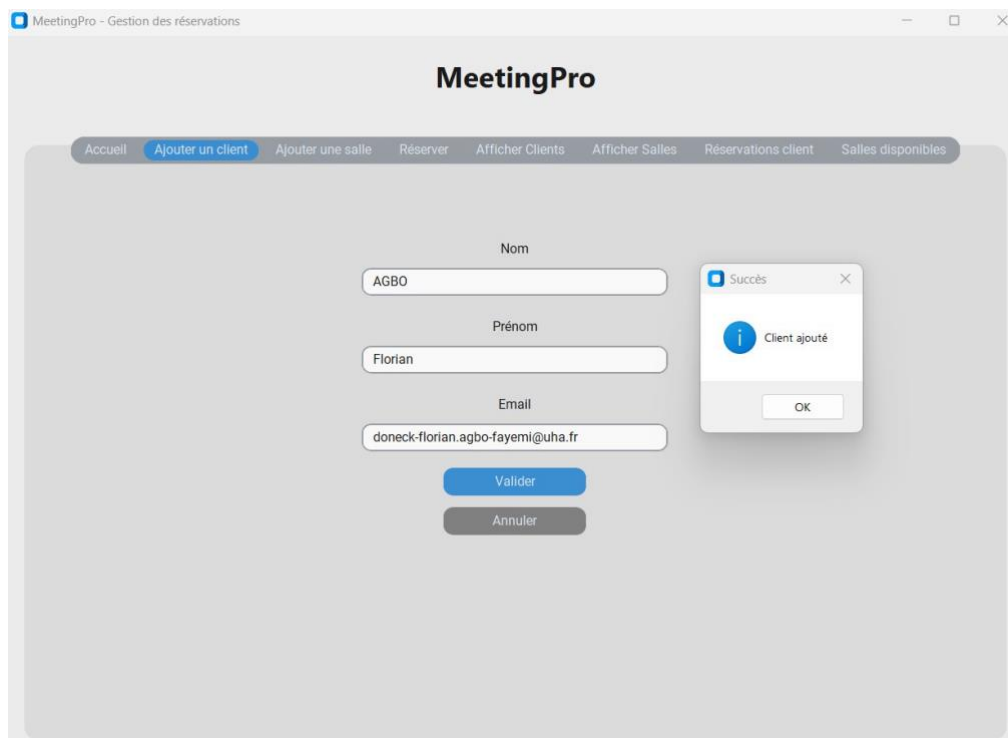 MeetingPro - Gestion des réservations
MeetingPro
Accueil Ajouter un client Ajouter une salle Réserver Afficher Clients Afficher Salles Réservations client Salles disponibles
Nom
AGBO
Prénom
Florian
Email
doneck-florian.agbo-fayemi@uha.fr
Valider
Annuler
Succès
Client ajouté
OK